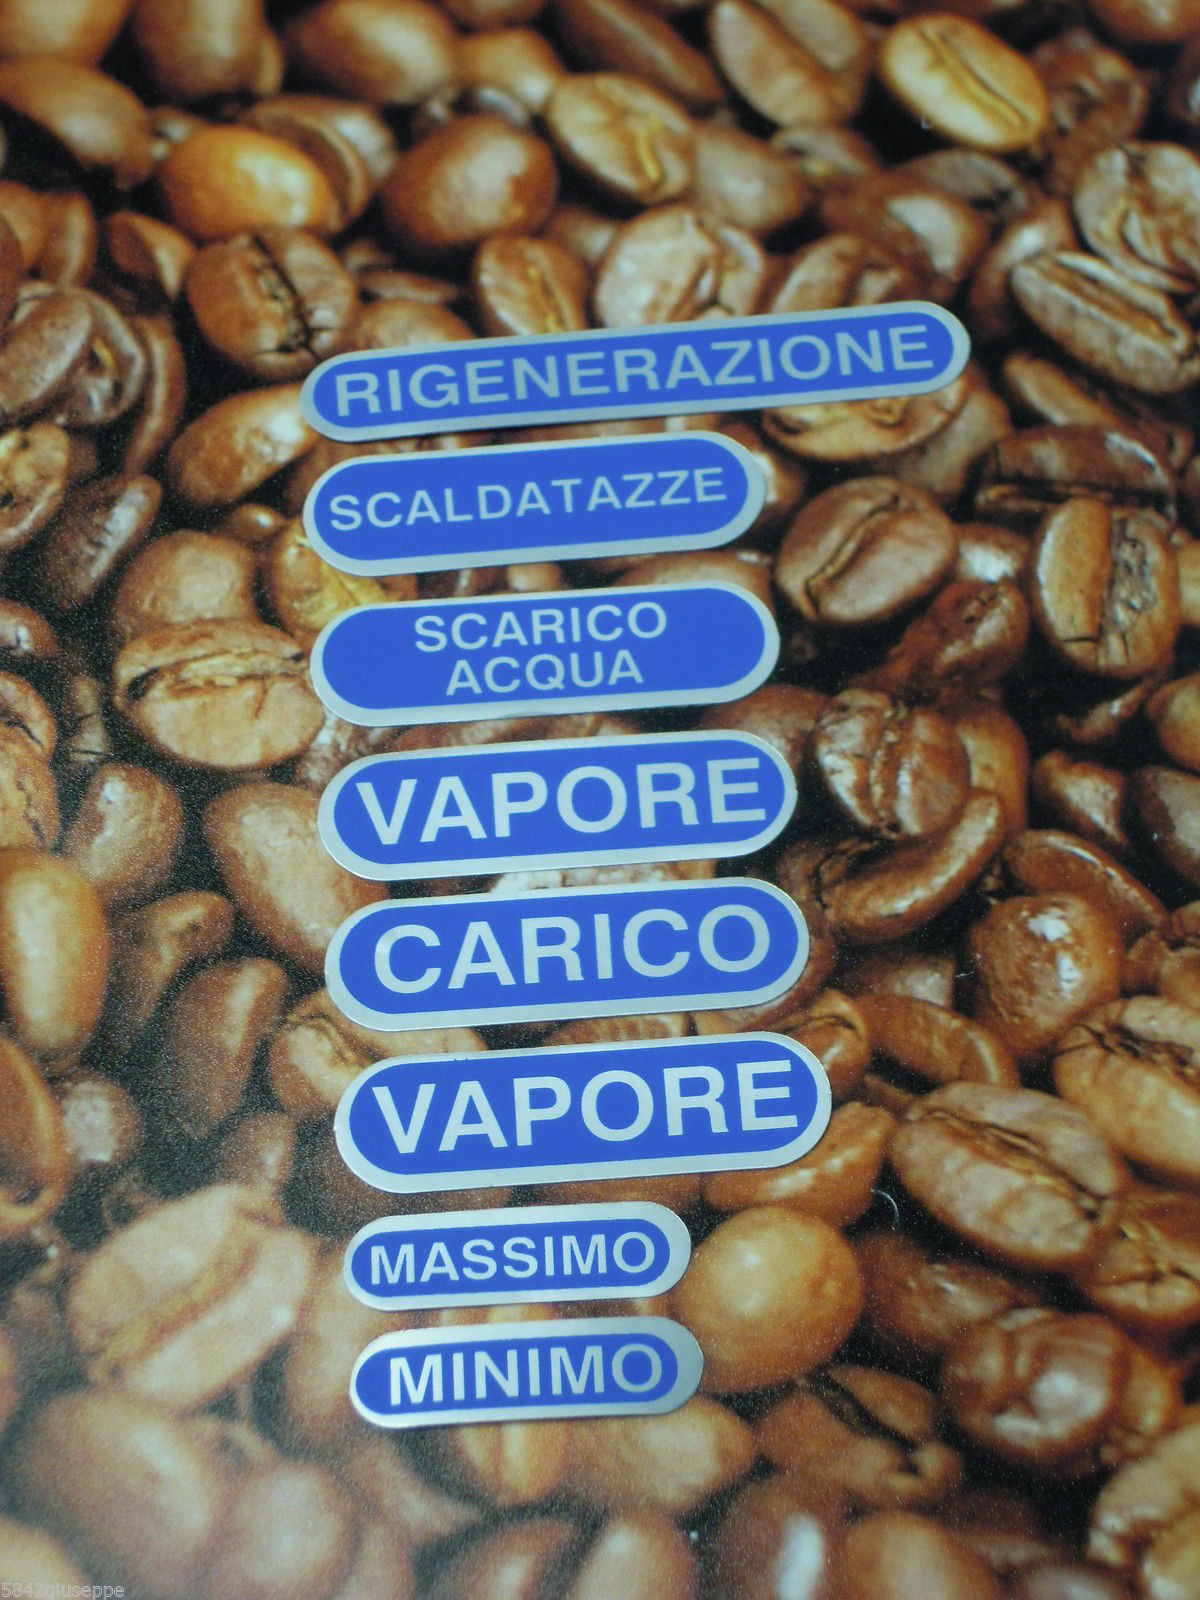 RIGENERAZIONE
SCALDATAZZE
SCARICO
ACQUA
VAPORE
CARICO
VAPORE
MASSIMO
MINIMO
5842giuseppe